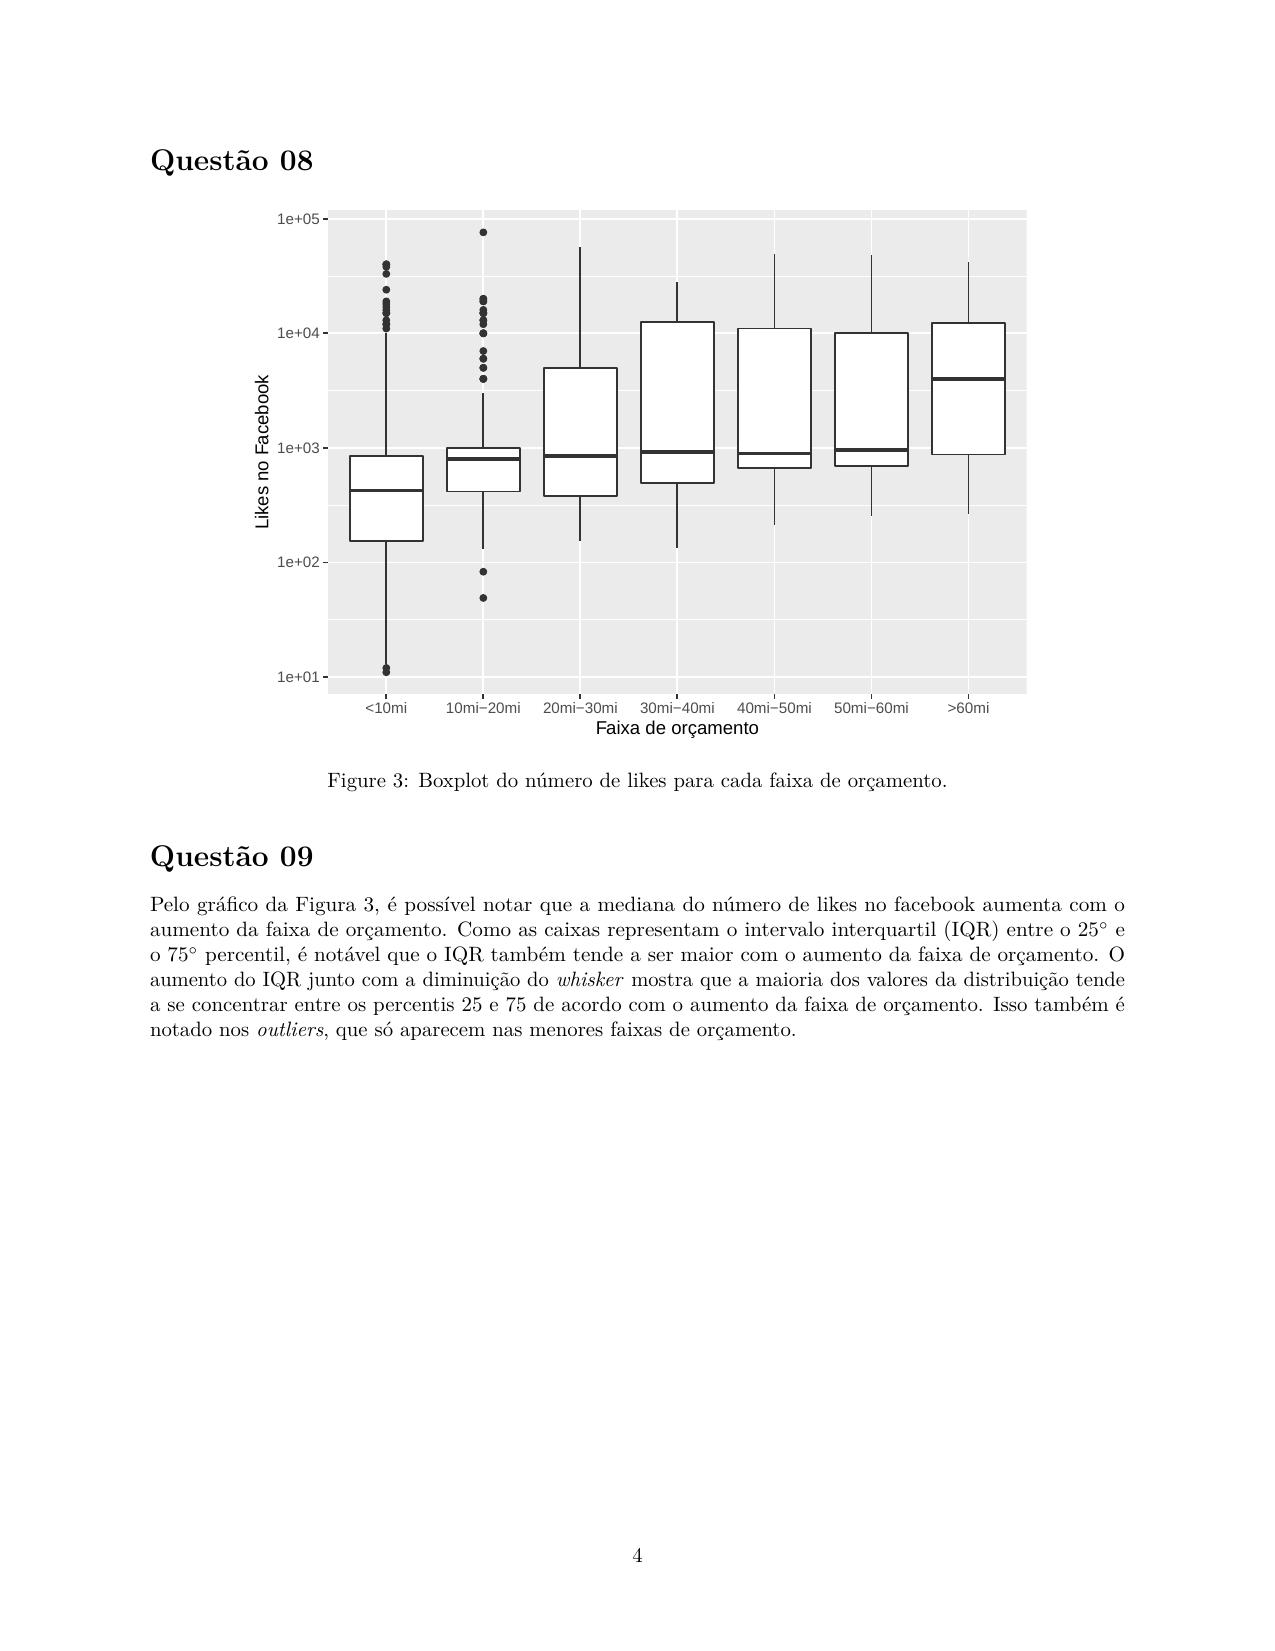 Questão 08
1e+05
1e+04
1e+03
1e+02
1e+01
Likes no Facebook
<10mi 10mi−20mi 20mi−30mi 30mi−40mi 40mi−50mi 50mi−60mi >60mi
Faixa de orçamento
Figure 3: Boxplot do número de likes para cada faixa de orçamento.
Questão 09
Pelo gráfico da Figura 3, é possível notar que a mediana do número de likes no facebook aumenta com o
aumento da faixa de orçamento. Como as caixas representam o intervalo interquartil (IQR) entre o 25° e
o 75° percentil, é notável que o IQR também tende a ser maior com o aumento da faixa de orçamento. O
aumento do IQR junto com a diminuição do whisker mostra que a maioria dos valores da distribuição tende
a se concentrar entre os percentis 25 e 75 de acordo com o aumento da faixa de orçamento. Isso também é
notado nos outliers, que só aparecem nas menores faixas de orçamento.
4